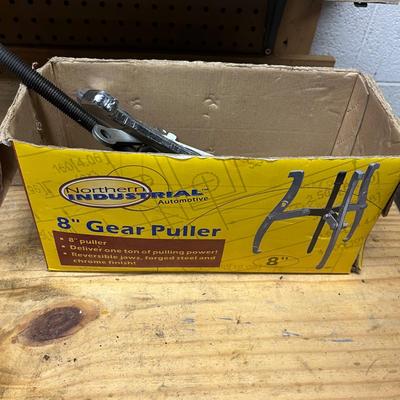 Northern
INDUSTRIAL™
Automotive
8" Gear Puller
• 8' puller
• Deliver one ton of pulling power!
• Reversible jaws, forged steel and
chrome finish!
8"